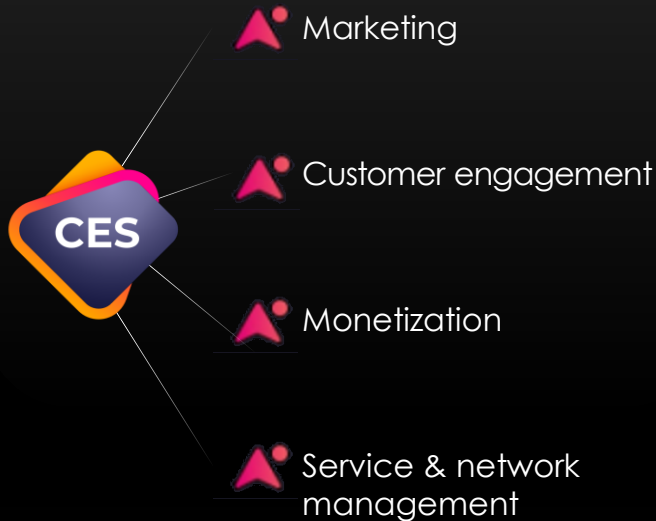 Marketing
Customer engagement
CES
Monetization
Service & network
management